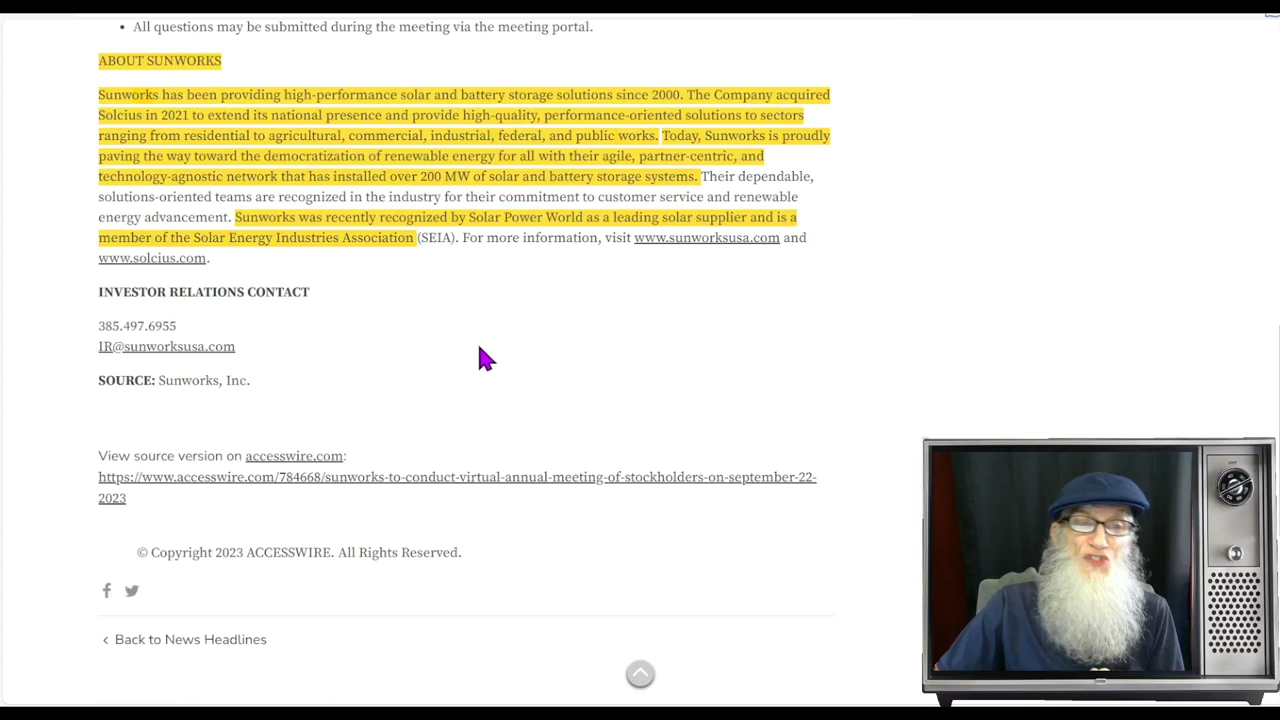 • All questions may be submitted during the meeting via the meeting portal.
ABOUT SUNWORKS
Sunworks has been providing high-performance solar and battery storage solutions since 2000. The Company acquired
Solcius in 2021 to extend its national presence and provide high-quality, performance-oriented solutions to sectors
ranging from residential to agricultural, commercial, industrial, federal, and public works. Today, Sunworks is proudly
paving the way toward the democratization of renewable energy for all with their agile, partner-centric, and
technology-agnostic network that has installed over 200 MW of solar and battery storage systems. Their dependable,
solutions-oriented teams are recognized in the industry for their commitment to customer service and renewable
energy advancement. Sunworks was recently recognized by Solar Power World as a leading solar supplier and is a
member of the Solar Energy Industries Association (SEIA). For more information, visit www.sunworksusa.com and
www.solcius.com.
INVESTOR RELATIONS CONTACT
385.497.6955
IR@sunworksusa.com
SOURCE: Sunworks, Inc.
View source version on accesswire.com:
https://www.accesswire.com/784668/sunworks-to-conduct-virtual-annual-meeting-of-stockholders-on-september-22-
2023
© Copyright 2023 ACCESSWIRE. All Rights Reserved.
Back to News Headlines